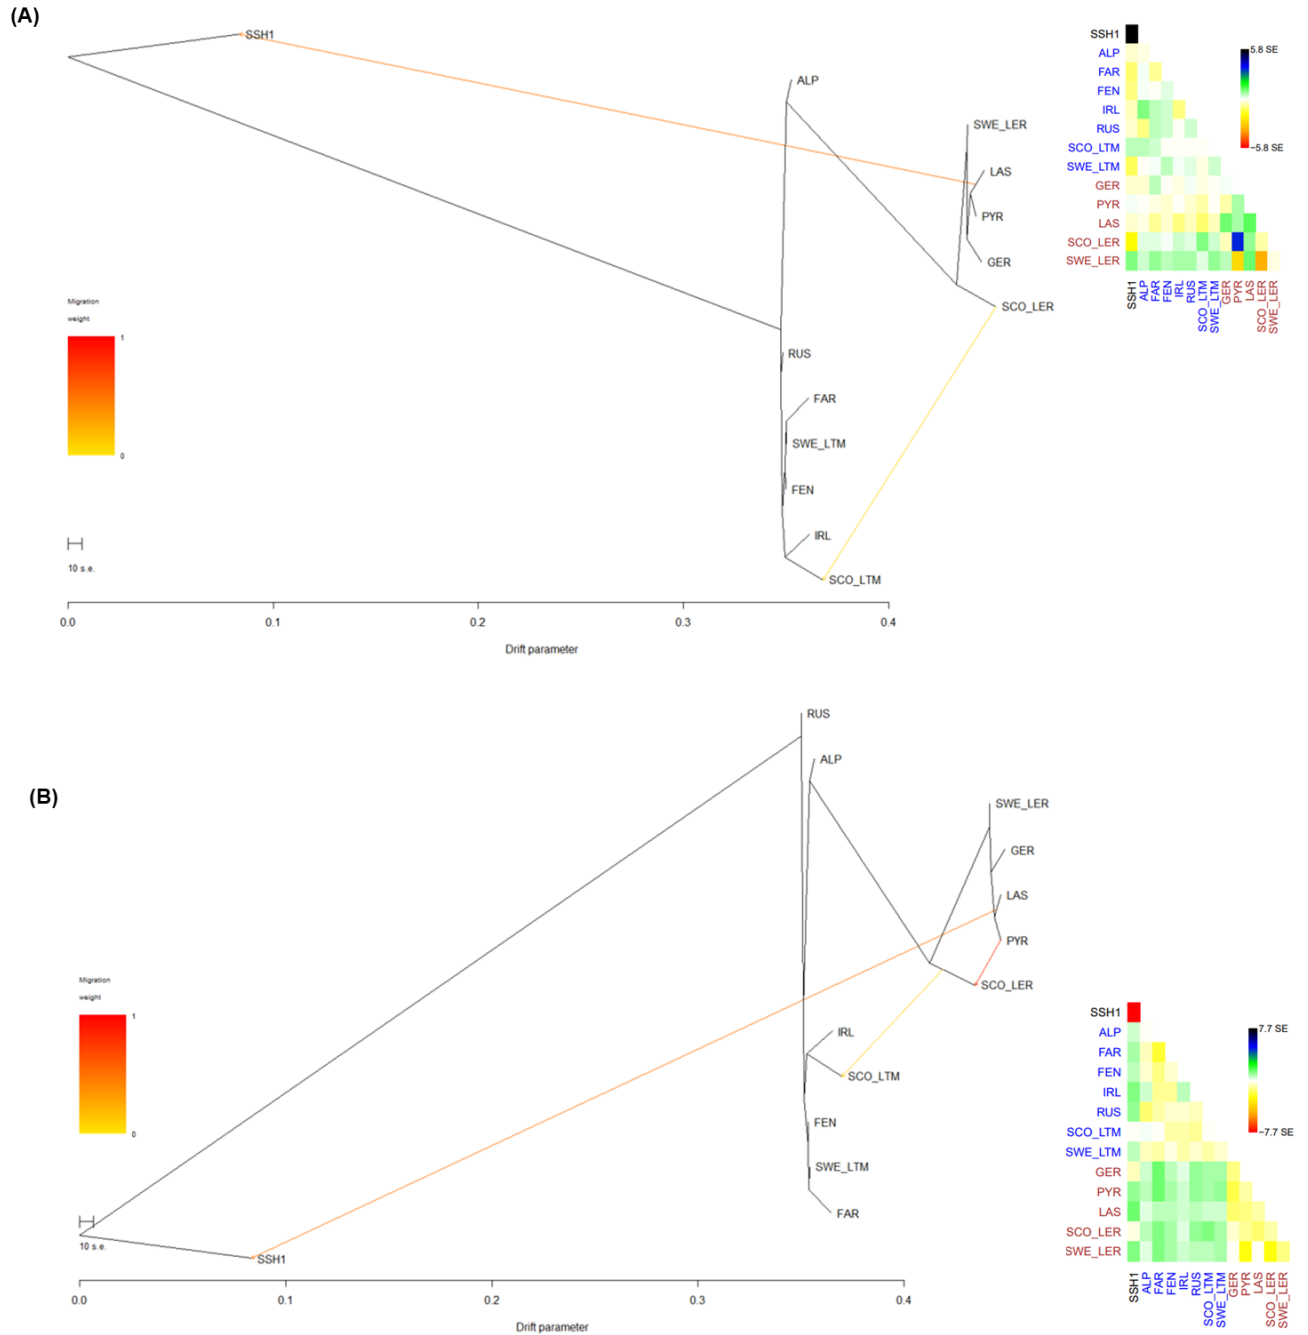 (A)
SSH1
ALP
SWE_LER
LAS
PYR
GER
SCO_LER
RUS
FAR
SWE_LTM
FEN
IRL
SCO_LTM
Migration
weight
1
0
10 s.e.
0.0 0.1 0.2 0.3 0.4
Drift parameter
SSH1
ALP
FAR
FEN
IRL
RUS
SCO_LTM
SWE_LTM
GER
PYR
LAS
SCO_LER
SWE_LER
5.8 SE
−5.8 SE
SSH1
ALP
FAR
FEN
IRL
RUS
SCO_LTM
SWE_LTM
GER
PYR
LAS
SCO_LER
SWE_LER
(B)
RUS
ALP
SWE_LER
GER
LAS
PYR
SCO_LER
IRL
SCO_LTM
FEN
SWE_LTM
FAR
SSH1
Migration
weight
1
0
10 s.e.
0.0 0.1 0.2 0.3 0.4
Drift parameter
SSH1
ALP
FAR
FEN
IRL
RUS
SCO_LTM
SWE_LTM
GER
PYR
LAS
SCO_LER
SWE_LER
7.7 SE
−7.7 SE
SSH1
ALP
FAR
FEN
IRL
RUS
SCO_LTM
SWE_LTM
GER
PYR
LAS
SCO_LER
SWE_LER